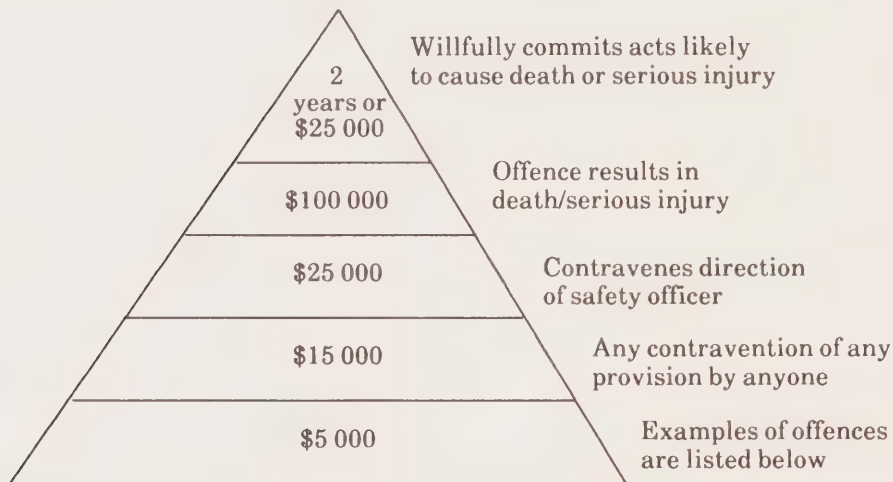 Willfully commits acts likely
to cause death or serious injury
2
years or
$25 000
Offence results in
death/serious injury
$100 000
Contravenes direction
of safety officer
$25 000
Any contravention of any
provision by anyone
$15 000
Examples of offences
are listed below
$5 000